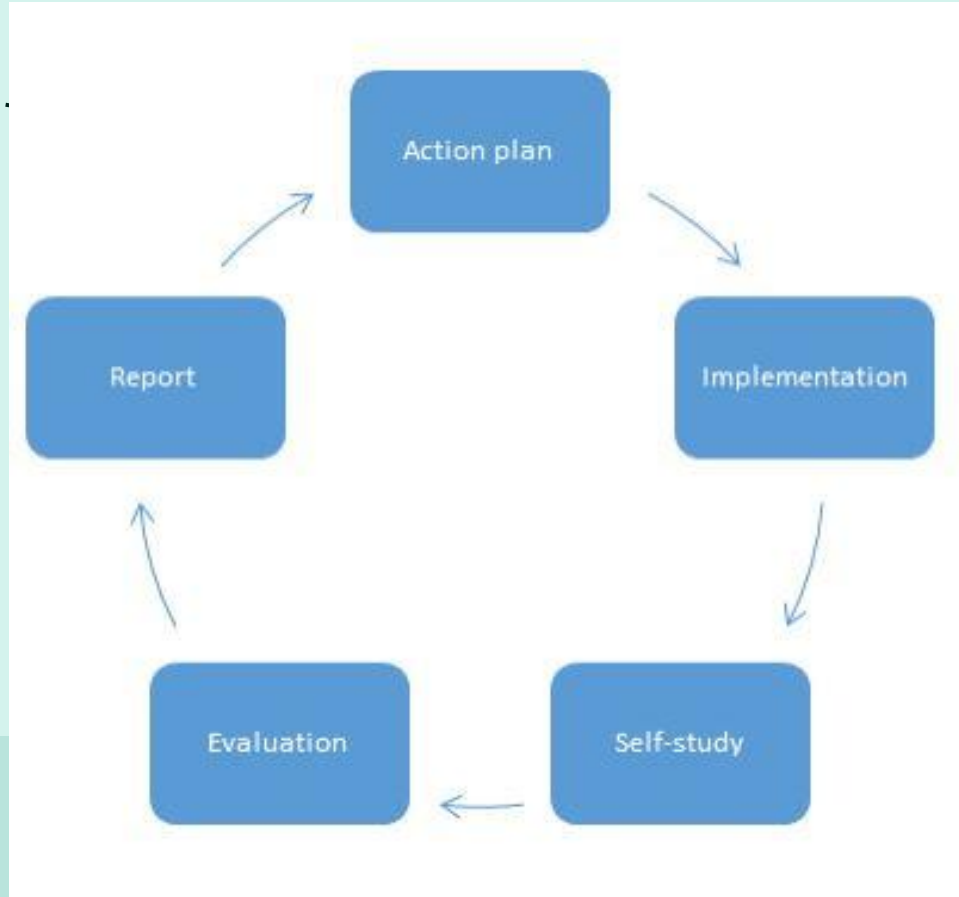 Action plan
Implementation
Self-study
Evaluation
Report